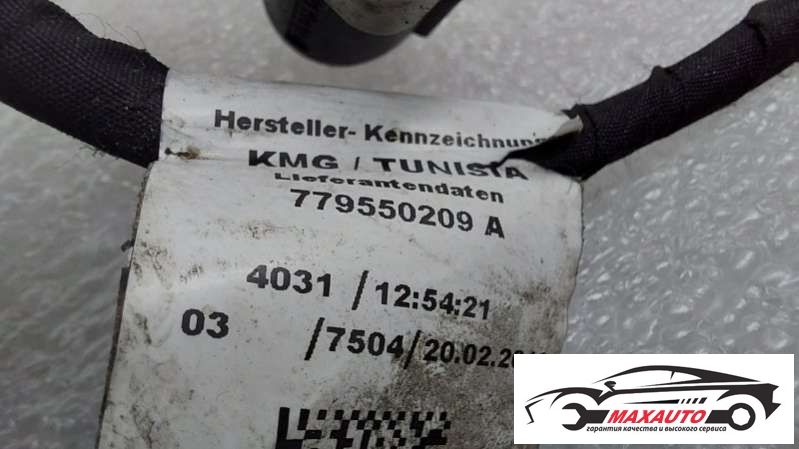 Hersteller- Kennzeichnung
KMG / TUNISIA
Lieferantendaten
779550209 A
4031 / 12:54:21
03 /7504/ 20.02.
MAXAUTO
гарантия качества и высокого сервиса